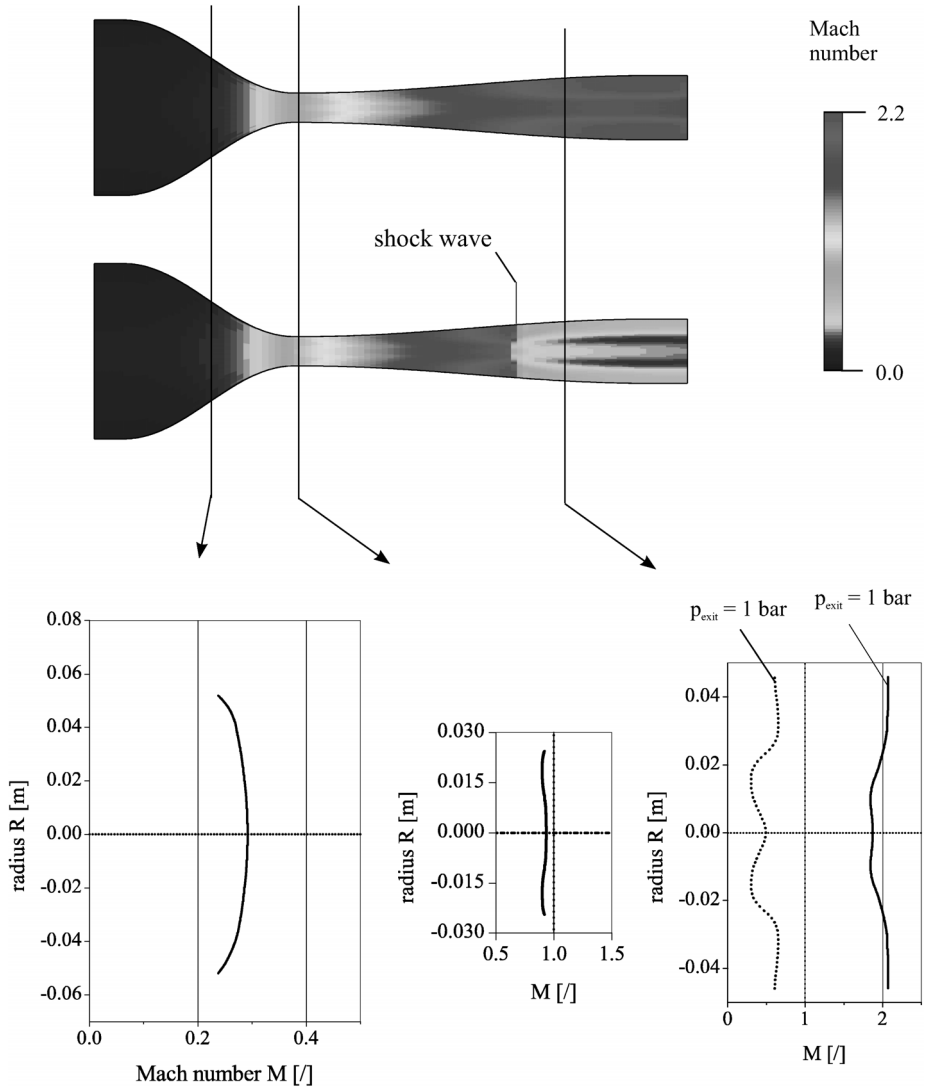 Mach
number
2.2
0.0
shock wave
p_exit = 1 bar
p_exit = 1 bar
0.08
0.06
0.04
0.02
0.00
-0.02
-0.04
-0.06
radius R [m]
0.0 0.2 0.4
Mach number M [/]
0.030
0.015
0.000
-0.015
-0.030
radius R [m]
0.5 1.0 1.5
M [/]
0.04
0.02
0.00
-0.02
-0.04
radius R [m]
0 1 2
M [/]